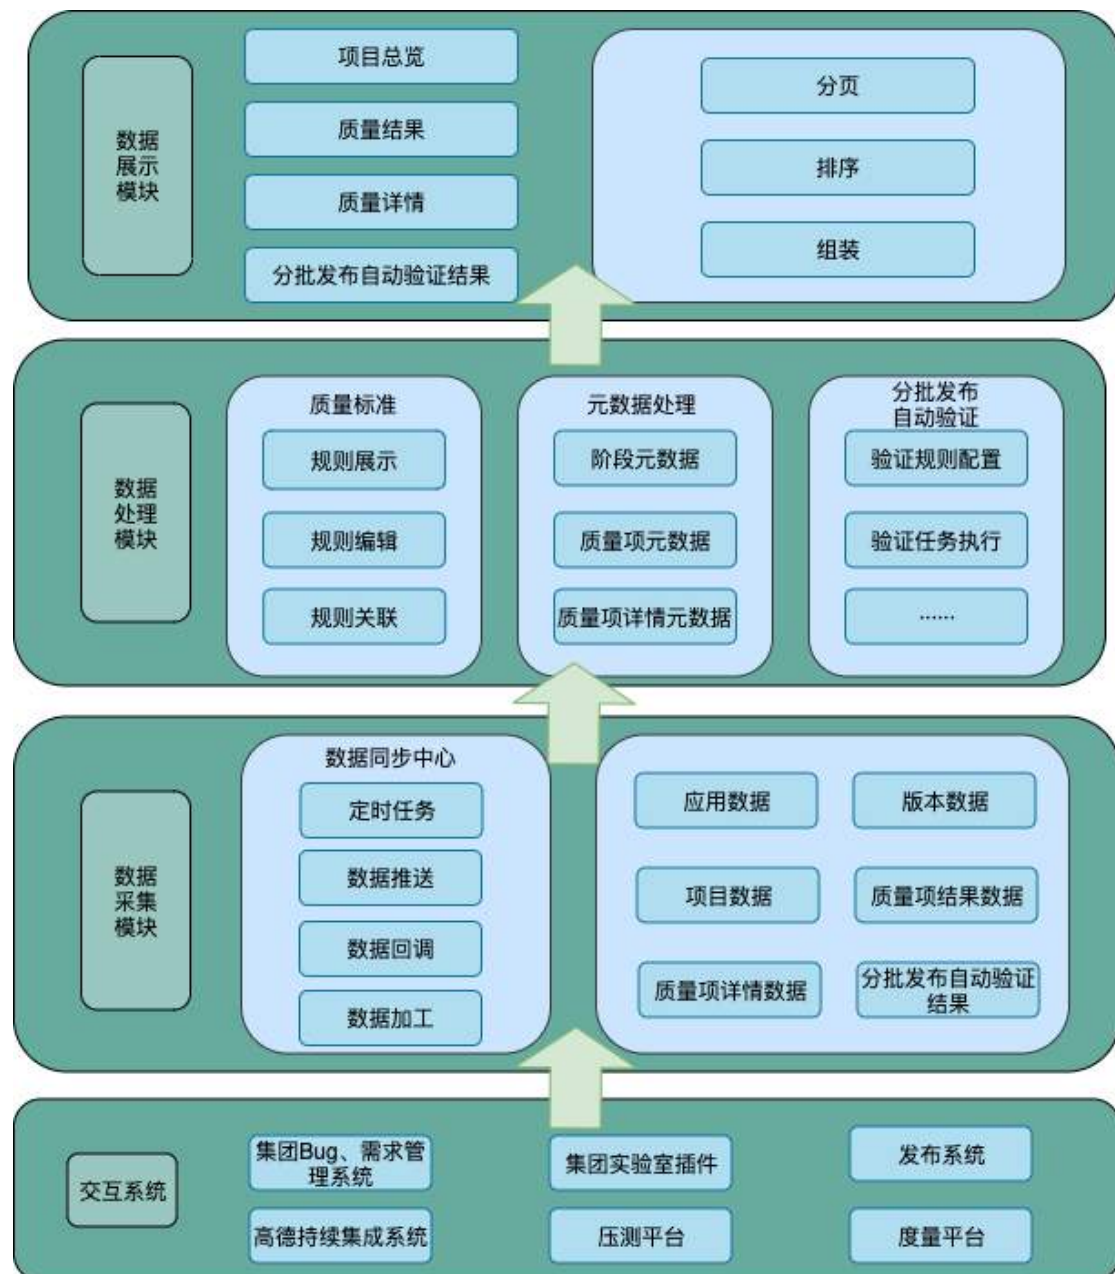 数据
展示
模块
项目总览
质量结果
质量详情
分批发布自动验证结果
分页
排序
组装
数据
处理
模块
质量标准
规则展示
规则编辑
规则关联
元数据处理
阶段元数据
质量项元数据
质量项详情元数据
分批发布
自动验证
验证规则配置
验证任务执行
······
数据
采集
模块
数据同步中心
定时任务
数据推送
数据回调
数据加工
应用数据
版本数据
项目数据
质量项结果数据
质量项详情数据
分批发布自动验证
结果
交互系统
集团Bug、需求管
理系统
集团实验室插件
发布系统
高德持续集成系统
压测平台
度量平台